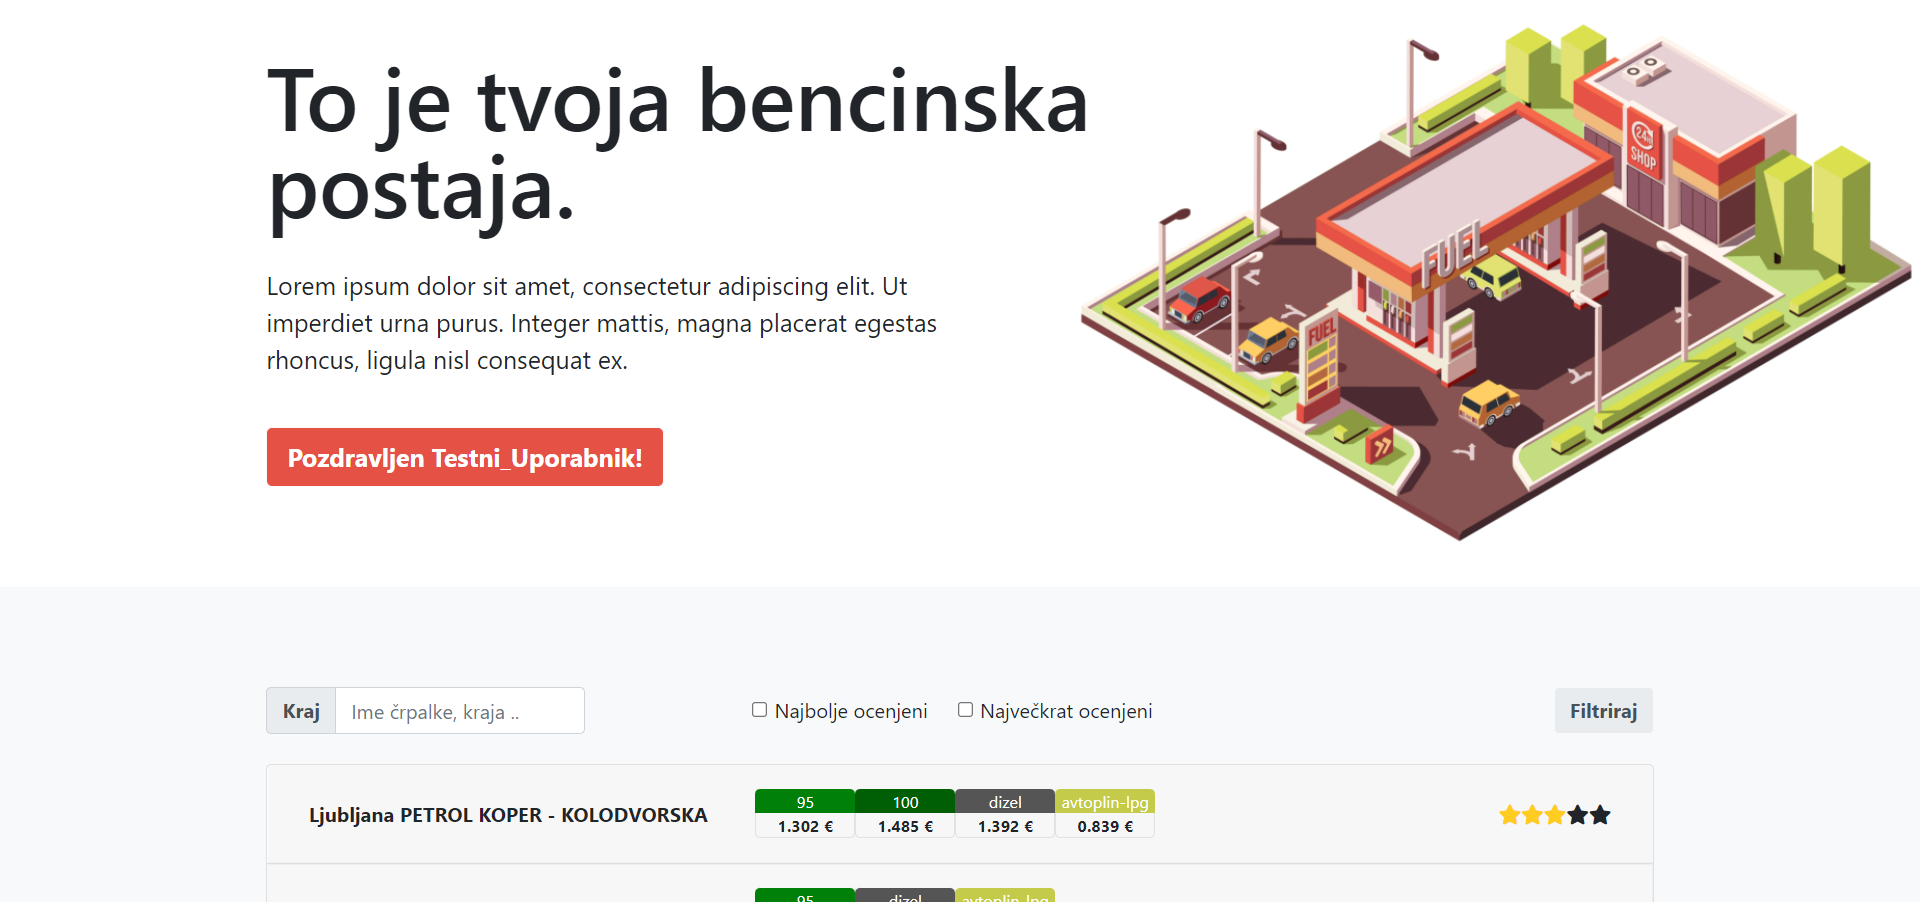 To je tvoja bencinska
postaja.
Lorem ipsum dolor sit amet, consectetur adipiscing elit. Ut
imperdiet urna purus. Integer mattis, magna placerat egestas
rhoncus, ligula nisl consequat ex.
Pozdravljen Testni_Uporabnik!
24H
SHOP
FUEL
FUEL
Kraj Ime črpalke, kraja .. Najbolje ocenjeni Največkrat ocenjeni Filtriraj
95 100 dizel avtoplin-lpg
Ljubljana PETROL KOPER - KOLODVORSKA
1.302 € 1.485 € 1.392 € 0.839 €
95 dizel avtoplin-lpg